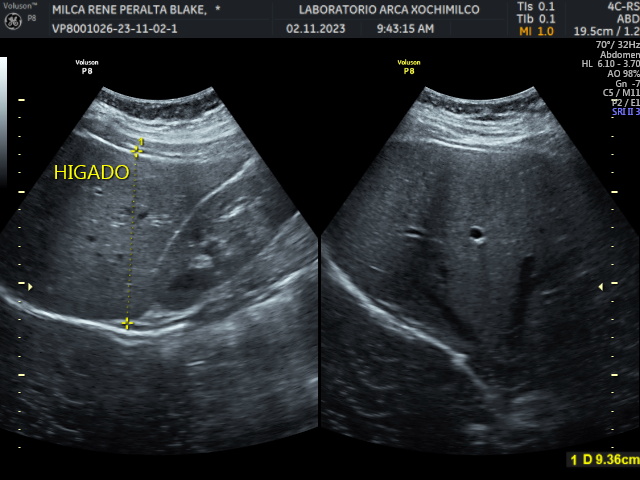 Voluson™
P8
MILCA RENE PERALTA BLAKE, *
LABORATORIO ARCA XOCHIMILCO
TIs 0.1
4C-RS
VP8001026-23-11-02-1
02.11.2023
9:43:15 AM
TIb 0.1
ABD
MI 1.0
19.5cm / 1.2
70°/ 32Hz
Abdomen
HL 6.10 - 3.70
AO 98%
Gn -7
C5 / M11
P2 / E1
SRI II 3
Voluson
P8
Voluson
P8
1
HIGADO
1 D 9.36cm